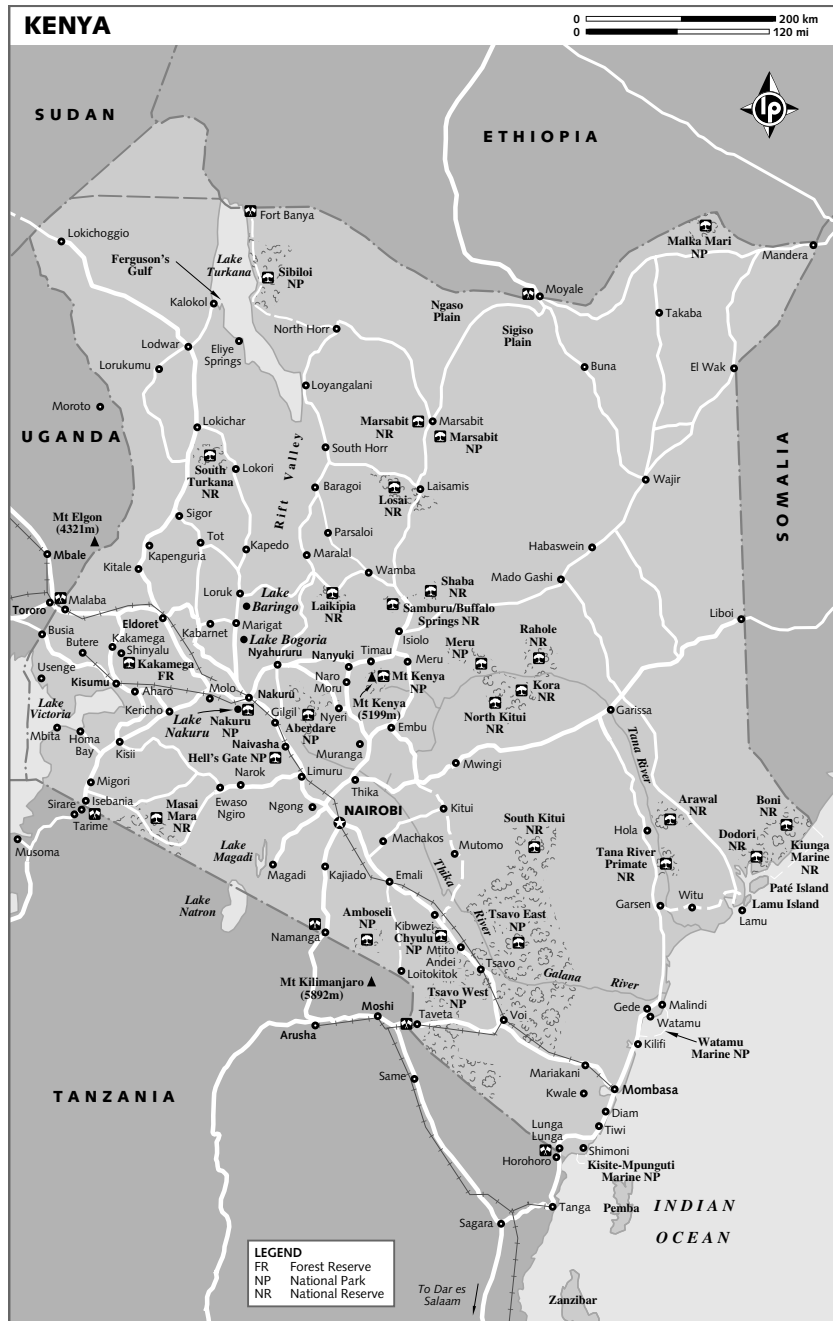 KENYA
0 200 km
0 120 mi
SUDAN
ETHIOPIA
lp
Fort Banya
Lokichoggio
Lake
Turkana
Ferguson's
Gulf
Sibiloi
NP
Malka Mari
NP
Mandera
Kalokol
Moyale
Ngaso
Plain
Sigiso
Plain
Takaba
North Horr
Lodwar
Eliye
Springs
Lorukumu
Buna
El Wak
Loyangalani
Moroto
UGANDA
Lokichar
Marsabit
NR
Marsabit
Marsabit
NP
South Horr
Rift Valley
South
Turkana
NR
Lokori
Wajir
SOMALIA
Baragoi
Losai
NR
Laisamis
Mt Elgon
(4321m)
Sigor
Tot
Parsaloi
Mbale
Kapenguria
Kapedo
Maralal
Habaswein
Kitale
Wamba
Mado Gashi
Malaba
Tororo
Loruk
Lake
Baringo
Laikipia
NR
Shaba
NR
Samburu/Buffalo
Springs NR
Liboi
Eldoret
Busia
Butere
Kakamega
Shinyalu
Kabarnet
Marigat
Lake Bogoria
Isiolo
Rahole
NR
Nyahururu
Nanyuki
Timau
Meru
Meru
NP
Usenge
Kakamega
FR
Kisumu
Aharo
Molo
Nakuru
Naro
Moru
Mt Kenya
NP
Mt Kenya
(5199m)
Kora
NR
North Kitui
NR
Lake
Victoria
Kericho
Lake
Nakuru
Nakuru
NP
Gilgil
Aberdare
NP
Nyeri
Embu
Garissa
Mbita
Homa
Bay
Kisii
Naivasha
Hell's Gate NP
Muranga
Tana River
Mwingi
Migori
Narok
Limuru
Thika
Isebania
Sirare
Tarime
Masai
Mara
NR
Ewaso
Ngiro
Ngong
NAIROBI
Kitui
South Kitui
NR
Arawal
NR
Boni
NR
Musoma
Machakos
Mutomo
Hola
Dodori
NR
Kiunga
Marine
NR
Lake
Magadi
Magadi
Kajiado
Emali
Thika
River
Tana River
Primate
NR
Paté Island
Lamu Island
Lake
Natron
Garsen
Witu
Lamu
Namanga
Amboseli
NP
Kibwezi
Chyulu
NP
Mtito
Andei
Tsavo East
NP
Loitokitok
Tsavo
Galana River
Mt Kilimanjaro
(5892m)
Tsavo West
NP
Moshi
Taveta
Voi
Gede
Malindi
Watamu
Arusha
Kilifi
Watamu
Marine NP
TANZANIA
Same
Mariakani
Kwale
Mombasa
Diam
Tiwi
Lunga
Lunga
Horohoro
Shimoni
Kisite-Mpunguti
Marine NP
Tanga
Pemba
INDIAN
OCEAN
Sagara
LEGEND
FR Forest Reserve
NP National Park
NR National Reserve
To Dar es
Salaam
Zanzibar